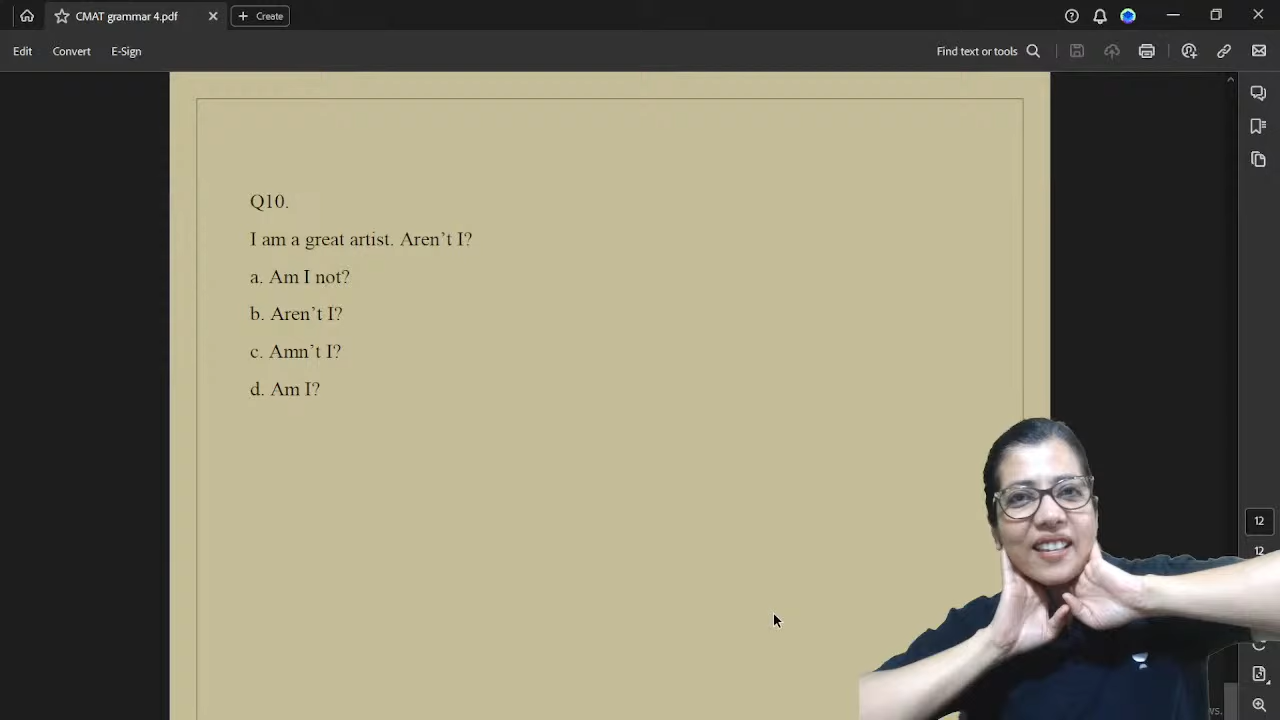 CMAT grammar 4.pdf
Create
Edit
Convert
E-Sign
Find text or tools
Q10.
I am a great artist. Aren’t I?
a. Am I not?
b. Aren’t I?
c. Amn’t I?
d. Am I?
12
12